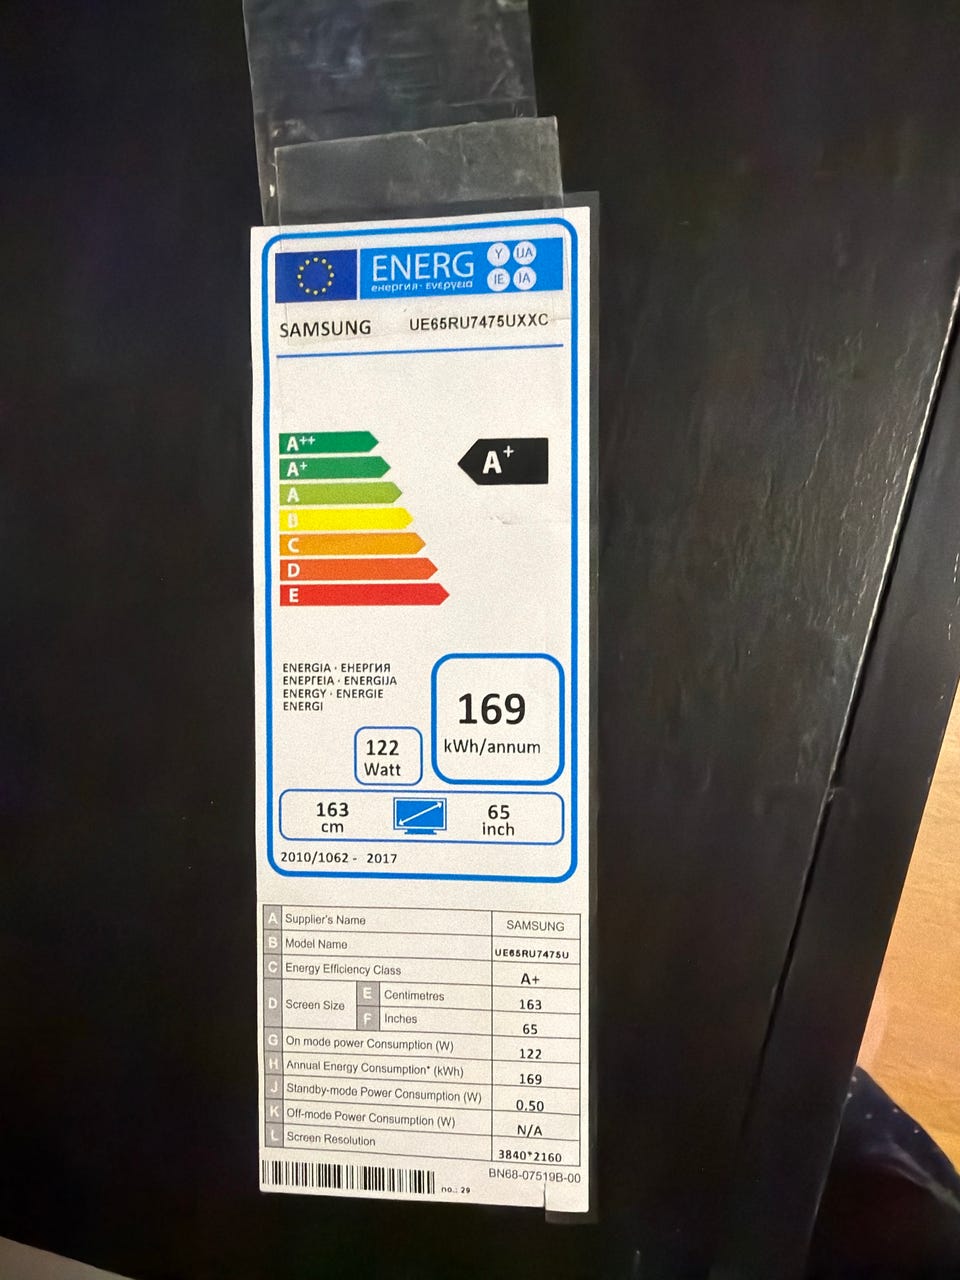 ENERG Y UA
енергия · ενεργεια IE IA
SAMSUNG UE65RU7475UXXC
A++
A+ A+
A
B
C
D
E
ENERGIA · ЕНЕРГИЯ
ΕΝΕΡΓΕΙΑ · ENERGIJA
ENERGY · ENERGIE
ENERGI
169
kWh/annum
122
Watt
163
cm
65
inch
2010/1062 - 2017
A Supplier's Name SAMSUNG
B Model Name UE65RU7475U
C Energy Efficiency Class A+
D Screen Size E Centimetres 163
F Inches 65
G On mode power Consumption (W) 122
H Annual Energy Consumption* (kWh) 169
J Standby-mode Power Consumption (W) 0.50
K Off-mode Power Consumption (W) N/A
L Screen Resolution 3840*2160
BN68-07519B-00
no.: 29